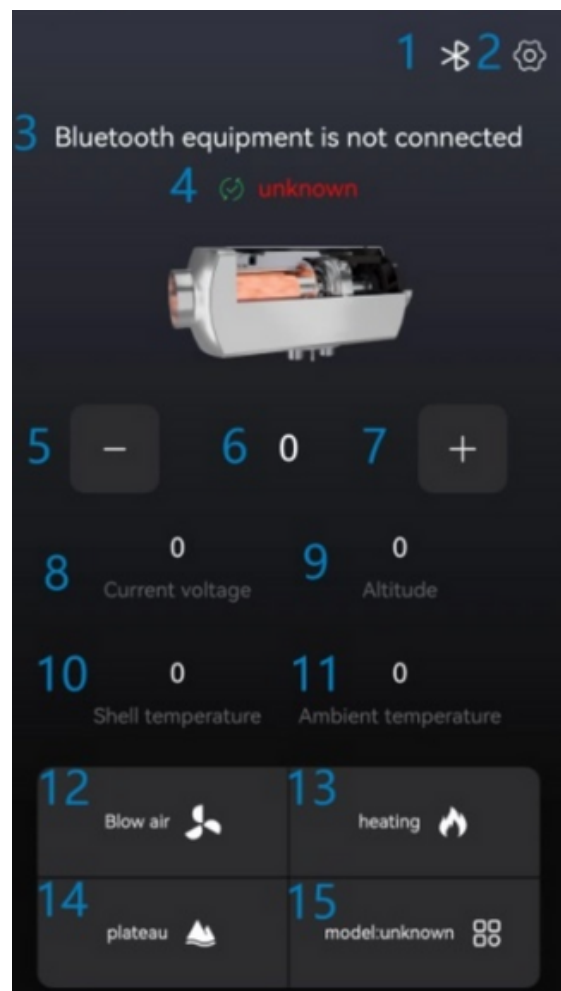 1 2
3 Bluetooth equipment is not connected
4 unknown
5 − 6 0 7 +
8 0 9 0
Current voltage Altitude
10 0 11 0
Shell temperature Ambient temperature
12 Blow air 13 heating
14 plateau 15 model:unknown